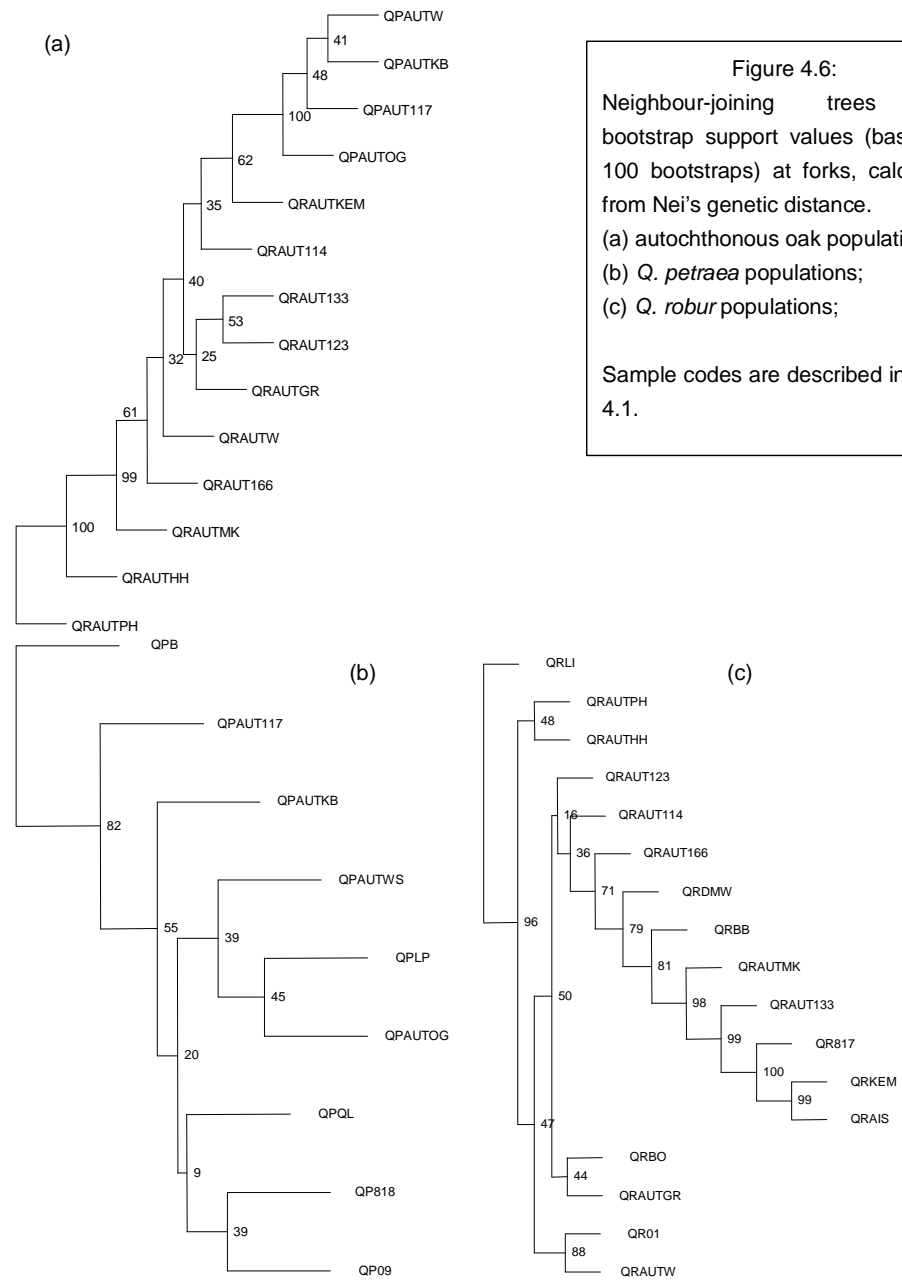 (a)
QPAUTW
41
QPAUTKB
48
QPAUT117
100
QPAUTOG
62
QRAUTKEM
35
QRAUT114
40
QRAUT133
53
QRAUT123
32
25
QRAUTGR
61
QRAUTW
99
QRAUT166
100
QRAUTMK
QRAUTHH
QRAUTPH
Figure 4.6:
Neighbour-joining trees
bootstrap support values (bas
100 bootstraps) at forks, calc
from Nei's genetic distance.
(a) autochthonous oak populati
(b) Q. petraea populations;
(c) Q. robur populations;
Sample codes are described in
4.1.
(b)
QPB
QPAUT117
82
QPAUTKB
55
QPAUTWS
39
QPLP
45
QPAUTOG
20
QPQL
9
QP818
39
QP09
(c)
QRLI
QRAUTPH
48
QRAUTHH
QRAUT123
16
QRAUT114
36
QRAUT166
71
QRDMW
96
79
QRBB
81
QRAUTMK
50
98
QRAUT133
99
QR817
100
QRKEM
99
QRAIS
47
QRBO
44
QRAUTGR
QR01
88
QRAUTW